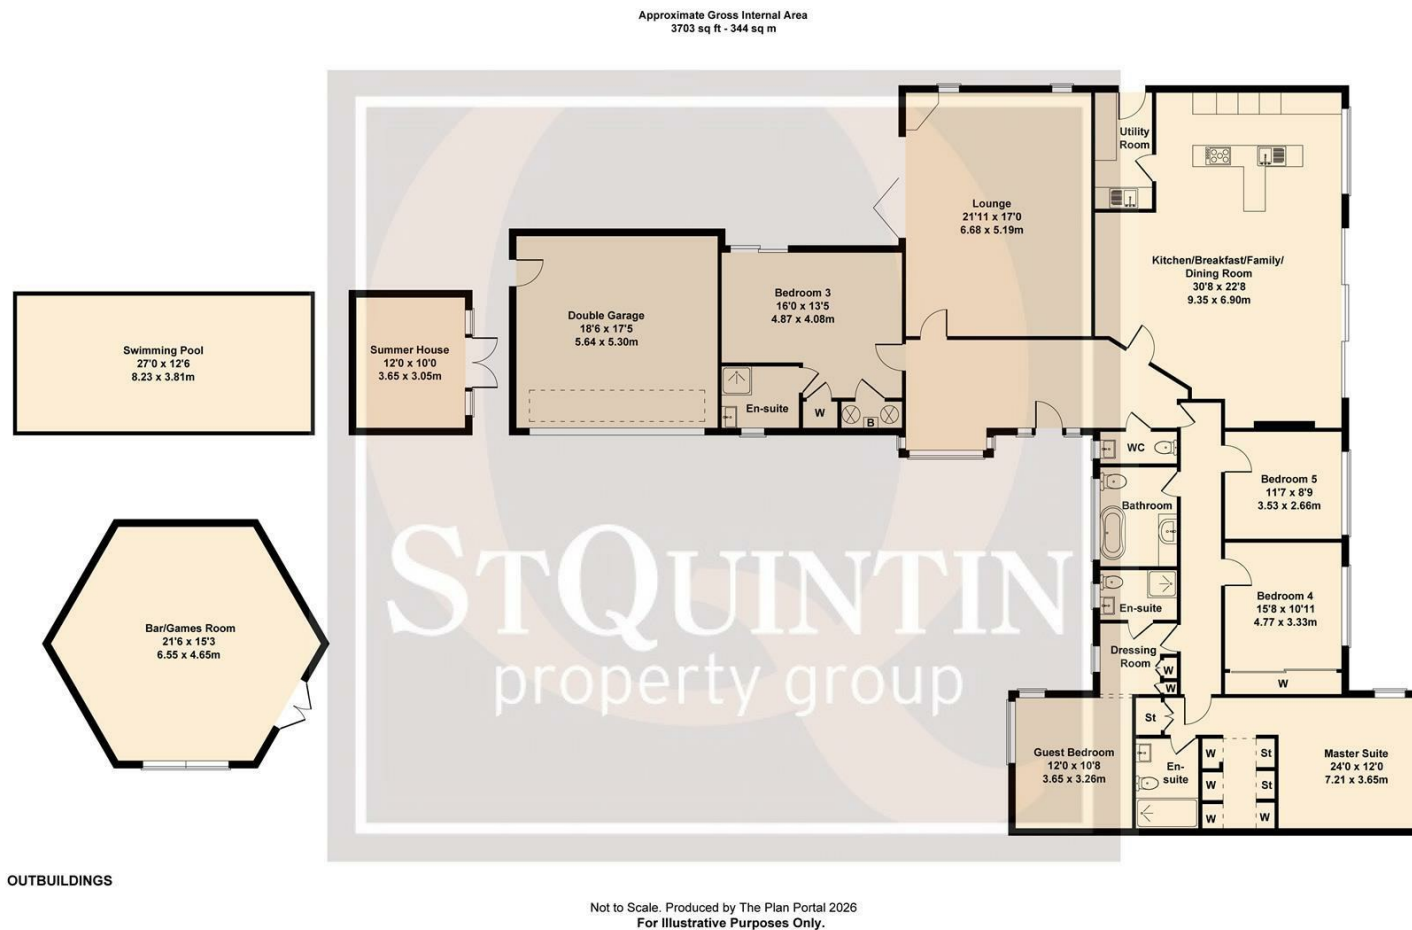 Approximate Gross Internal Area
3703 sq ft - 344 sq m
Utility
Room
Lounge
21'11 x 17'0
6.68 x 5.19m
Kitchen/Breakfast/Family/
Dining Room
30'8 x 22'8
9.35 x 6.90m
Bedroom 3
16'0 x 13'5
4.87 x 4.08m
Double Garage
18'6 x 17'5
5.64 x 5.30m
Swimming Pool
27'0 x 12'6
8.23 x 3.81m
Summer House
12'0 x 10'0
3.65 x 3.05m
En-suite
W
B
WC
Bedroom 5
11'7 x 8'9
3.53 x 2.66m
Bathroom
STQUINTIN
property group
En-suite
Bedroom 4
15'8 x 10'11
4.77 x 3.33m
W
Bar/Games Room
21'6 x 15'3
6.55 x 4.65m
Dressing
Room
W
W
St
Guest Bedroom
12'0 x 10'8
3.65 x 3.26m
En-
suite
W
St
W
St
W
W
Master Suite
24'0 x 12'0
7.21 x 3.65m
OUTBUILDINGS
Not to Scale. Produced by The Plan Portal 2026
For Illustrative Purposes Only.